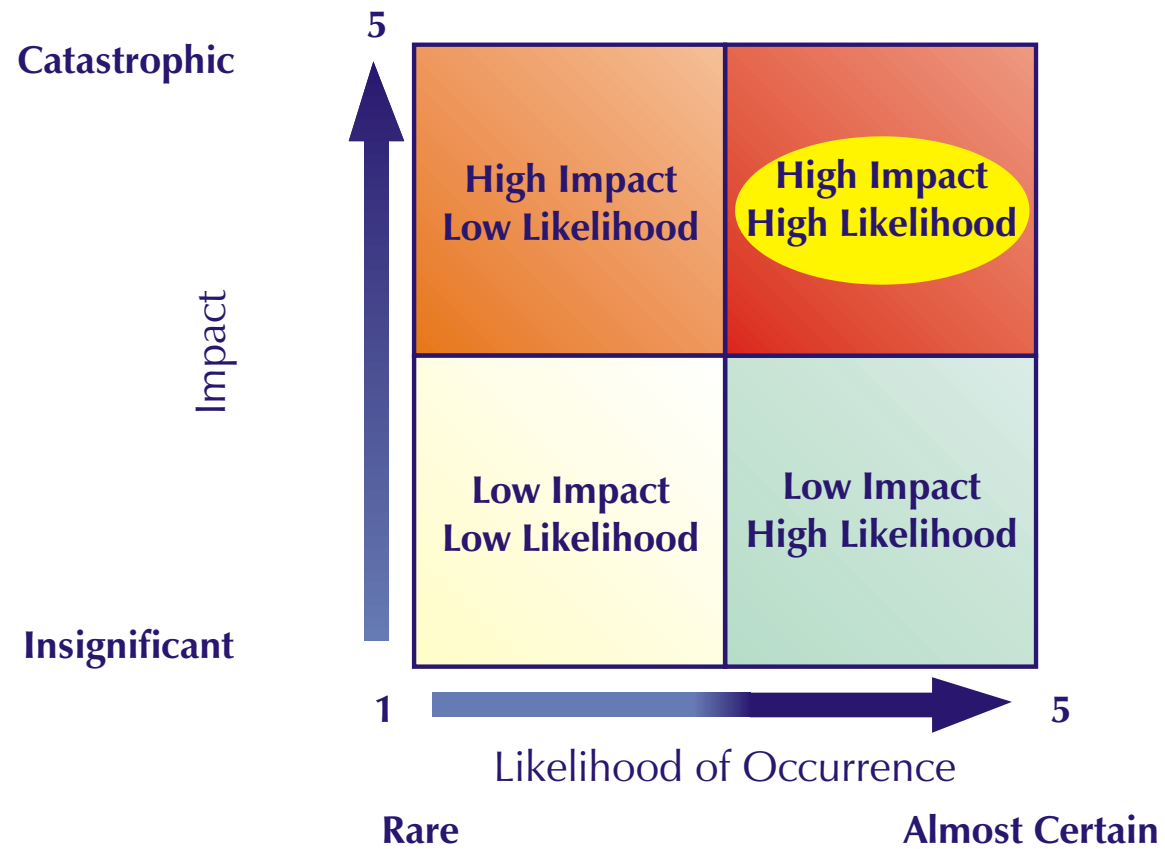 5
Catastrophic
High Impact
Low Likelihood
High Impact
High Likelihood
Impact
Low Impact
Low Likelihood
Low Impact
High Likelihood
Insignificant
1
5
Likelihood of Occurrence
Rare
Almost Certain